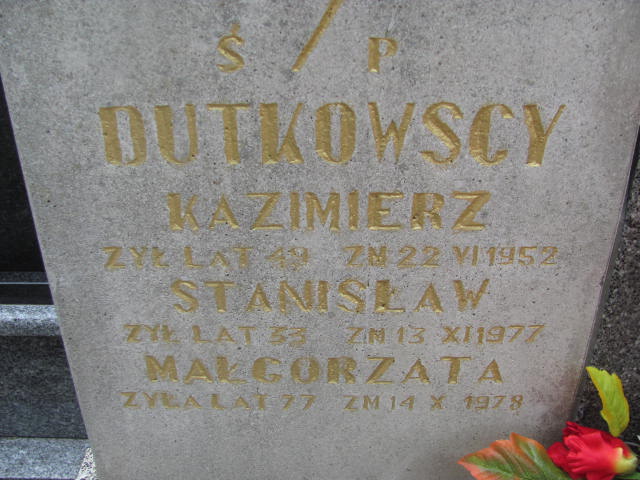 Ś P
DUTKOWSCY
KAZIMIERZ
ŻYŁ LAT 49 ZM 22 VI 1952
STANISŁAW
ŻYŁ LAT 53 ZM 13 XI 1977
MAŁGORZATA
ŻYŁA LAT 77 ZM 14 X 1978